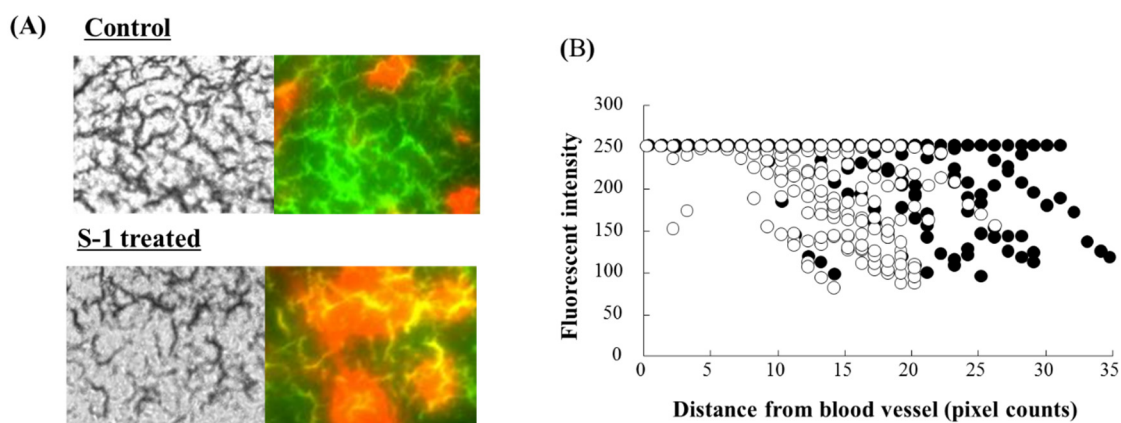 (A)
Control
S-1 treated
(B)
Fluorescent intensity
300
250
200
150
100
50
0
0 5 10 15 20 25 30 35
Distance from blood vessel (pixel counts)